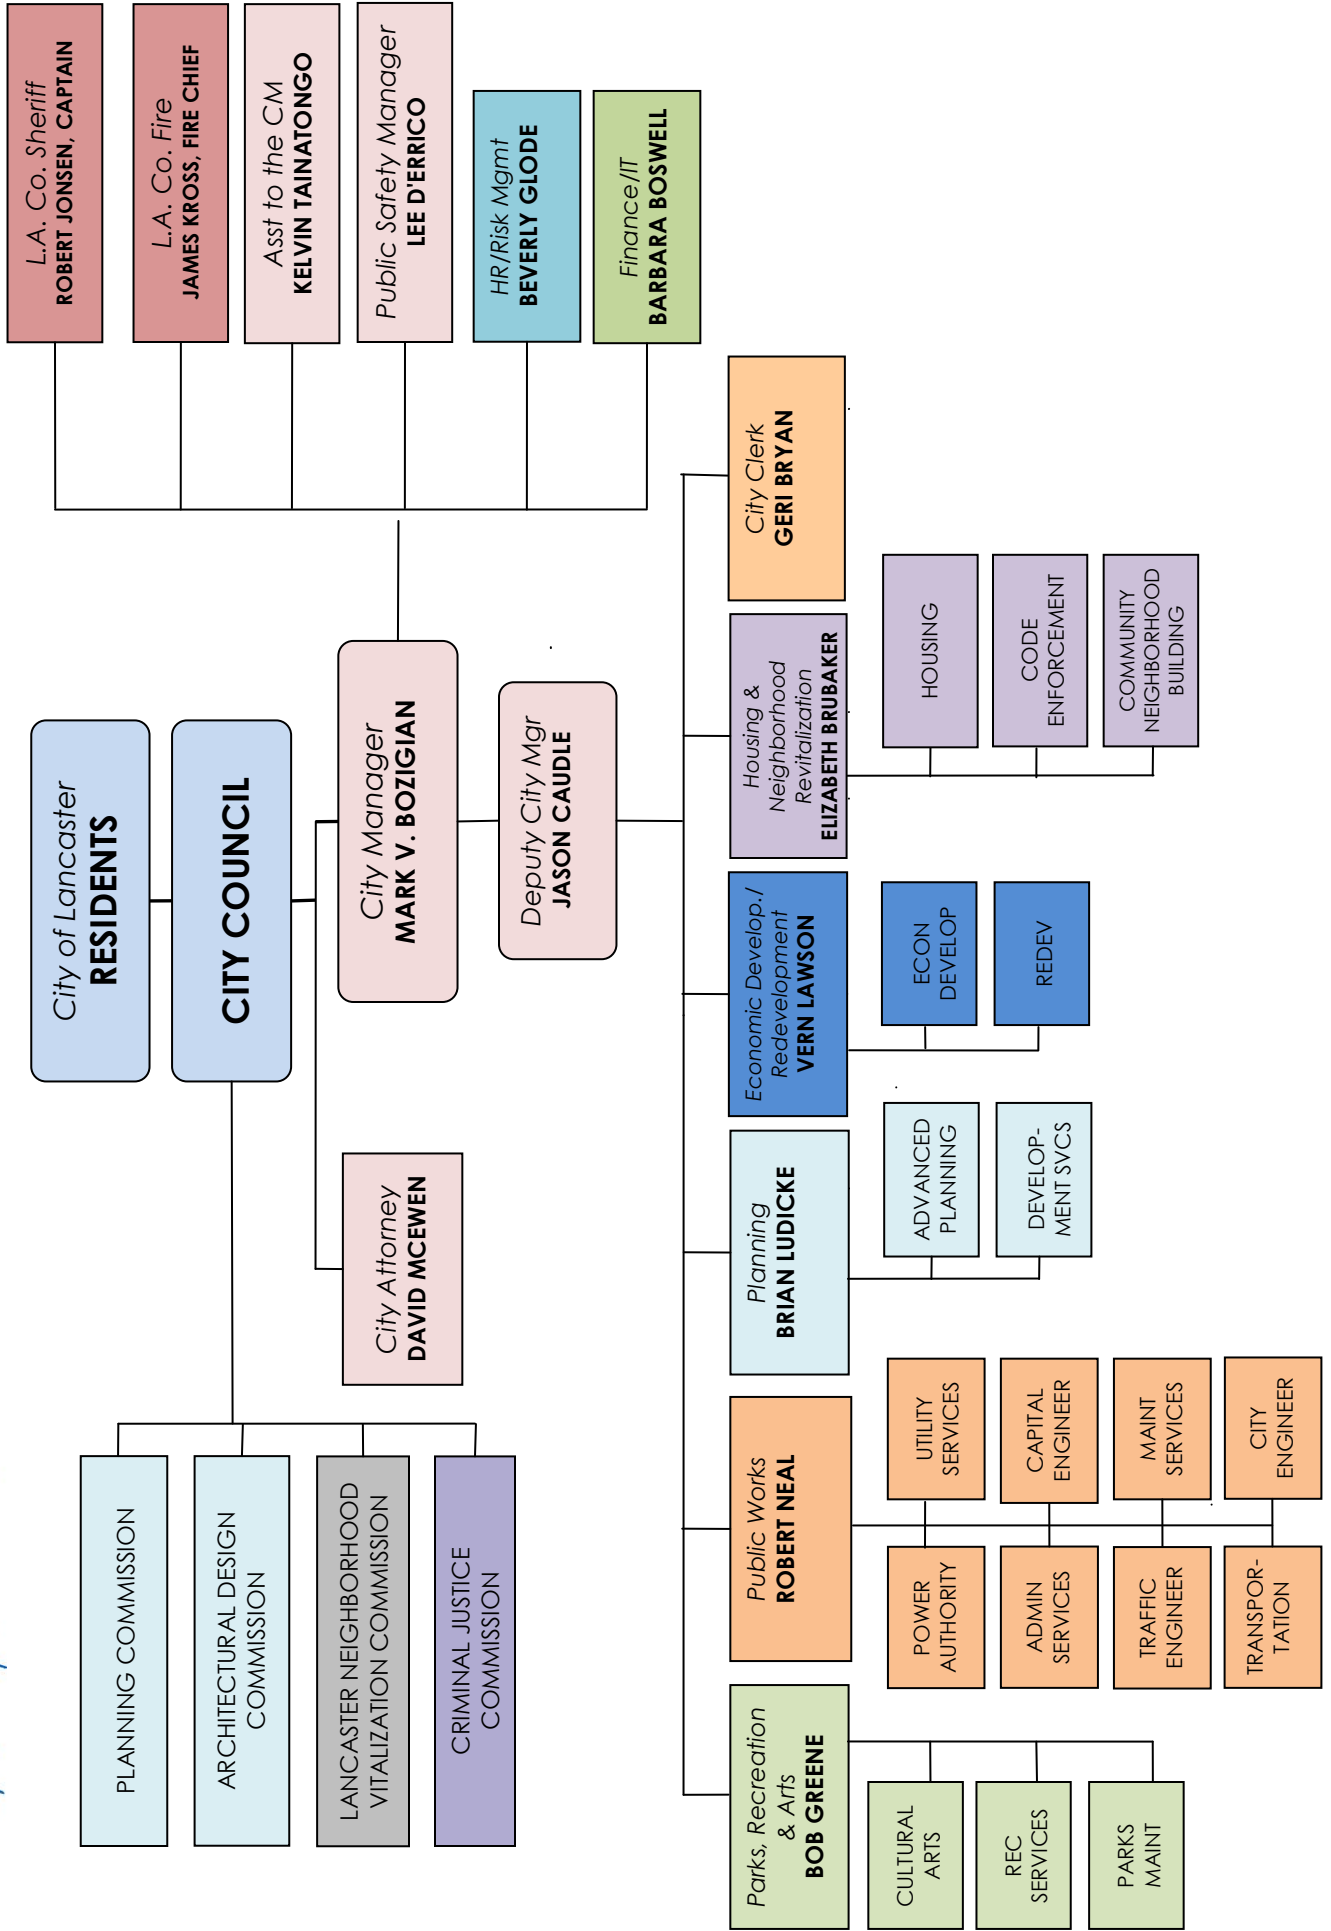 City of Lancaster
RESIDENTS
CITY COUNCIL
PLANNING COMMISSION
ARCHITECTURAL DESIGN
COMMISSION
LANCASTER NEIGHBORHOOD
VITALIZATION COMMISSION
CRIMINAL JUSTICE
COMMISSION
City Attorney
DAVID MCEWEN
City Manager
MARK V. BOZIGIAN
Deputy City Mgr
JASON CAUDLE
L.A. Co. Sheriff
ROBERT JONSEN, CAPTAIN
L.A. Co. Fire
JAMES KROSS, FIRE CHIEF
Asst to the CM
KELVIN TAINATONGO
Public Safety Manager
LEE D'ERRICO
HR/Risk Mgmt
BEVERLY GLODE
Finance/IT
BARBARA BOSWELL
Parks, Recreation
& Arts
BOB GREENE
CULTURAL
ARTS
REC
SERVICES
PARKS
MAINT
Public Works
ROBERT NEAL
POWER
AUTHORITY
UTILITY
SERVICES
ADMIN
SERVICES
CAPITAL
ENGINEER
TRAFFIC
ENGINEER
MAINT
SERVICES
TRANSPOR-
TATION
CITY
ENGINEER
Planning
BRIAN LUDICKE
ADVANCED
PLANNING
DEVELOP-
MENT SVCS
Economic Develop./
Redevelopment
VERN LAWSON
ECON
DEVELOP
REDEV
Housing &
Neighborhood
Revitalization
ELIZABETH BRUBAKER
HOUSING
CODE
ENFORCEMENT
COMMUNITY
NEIGHBORHOOD
BUILDING
City Clerk
GERI BRYAN